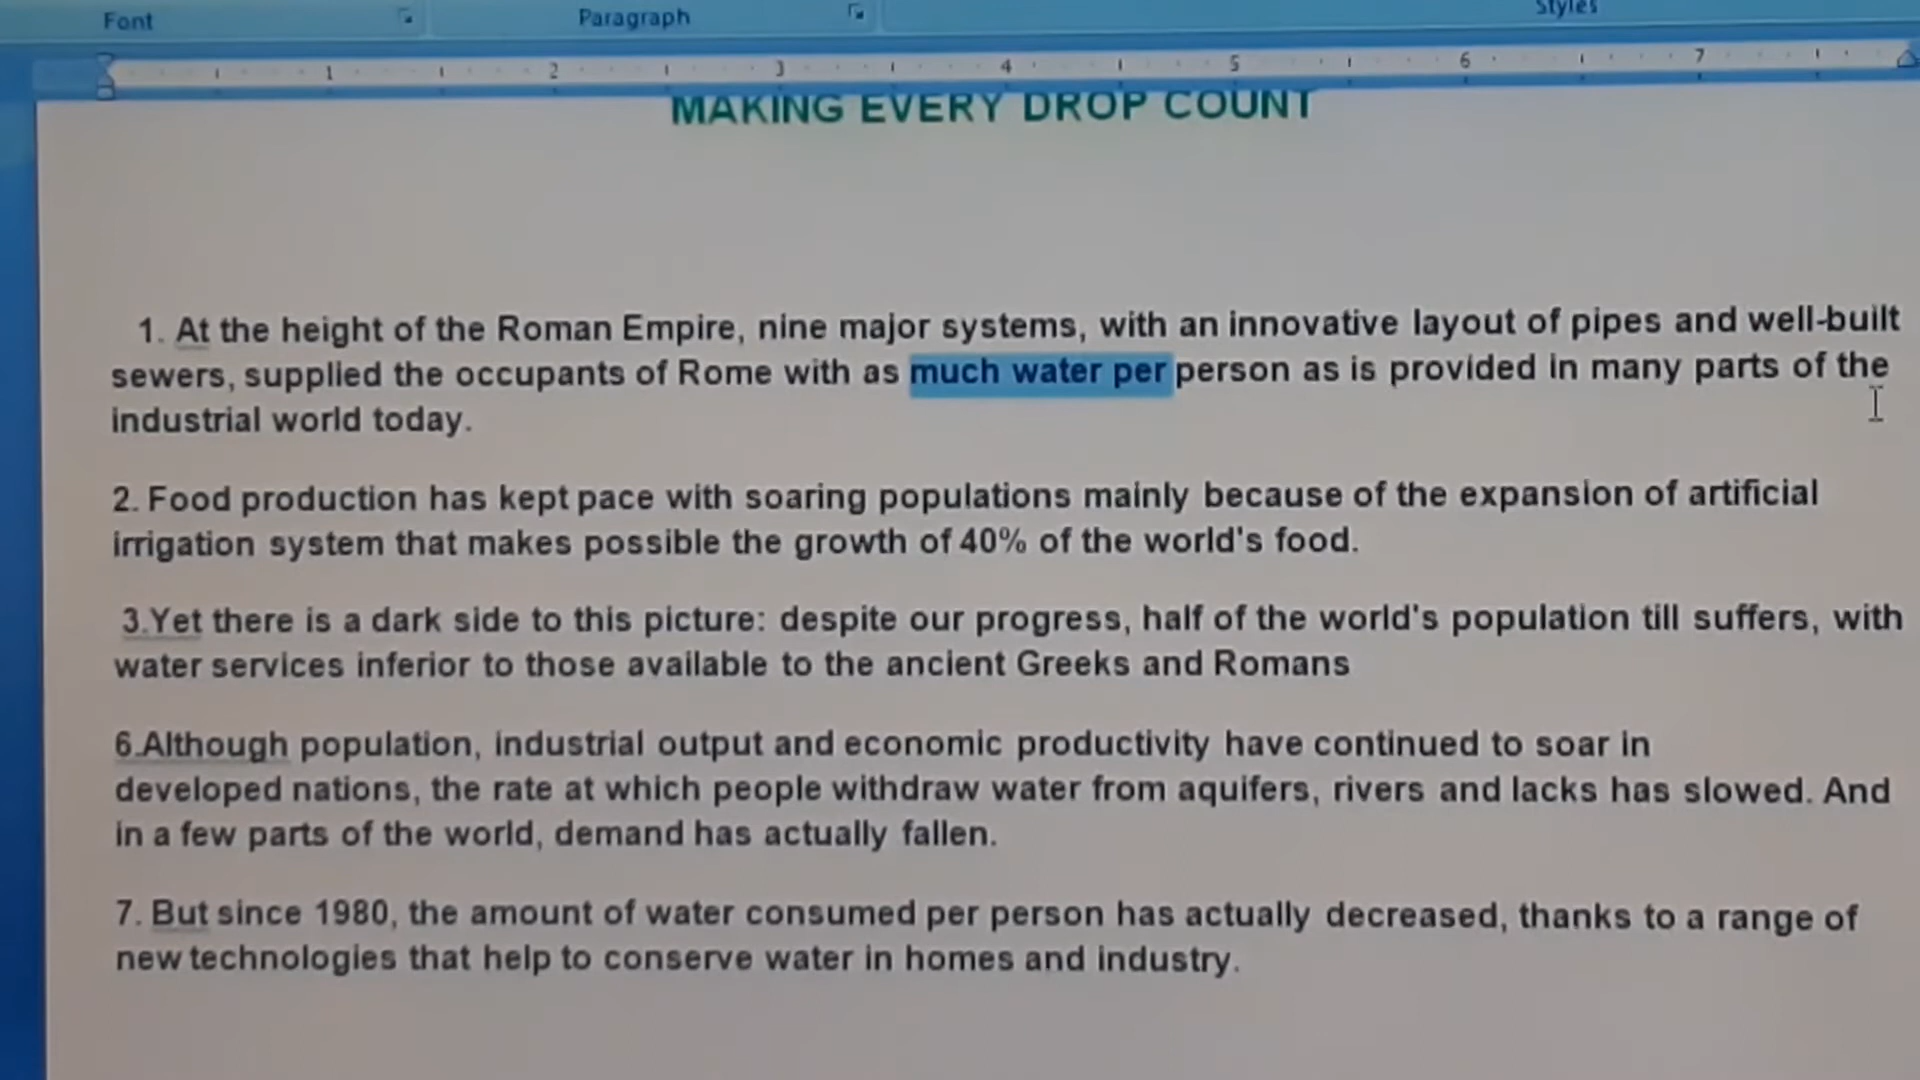 Font Paragraph Styles
1 2 3 4 5 6 7
MAKING EVERY DROP COUNT
1. At the height of the Roman Empire, nine major systems, with an innovative layout of pipes and well-built
sewers, supplied the occupants of Rome with as much water per person as is provided in many parts of the
industrial world today.
2. Food production has kept pace with soaring populations mainly because of the expansion of artificial
irrigation system that makes possible the growth of 40% of the world's food.
3.Yet there is a dark side to this picture: despite our progress, half of the world's population till suffers, with
water services inferior to those available to the ancient Greeks and Romans
6.Although population, industrial output and economic productivity have continued to soar in
developed nations, the rate at which people withdraw water from aquifers, rivers and lacks has slowed. And
in a few parts of the world, demand has actually fallen.
7. But since 1980, the amount of water consumed per person has actually decreased, thanks to a range of
new technologies that help to conserve water in homes and industry.